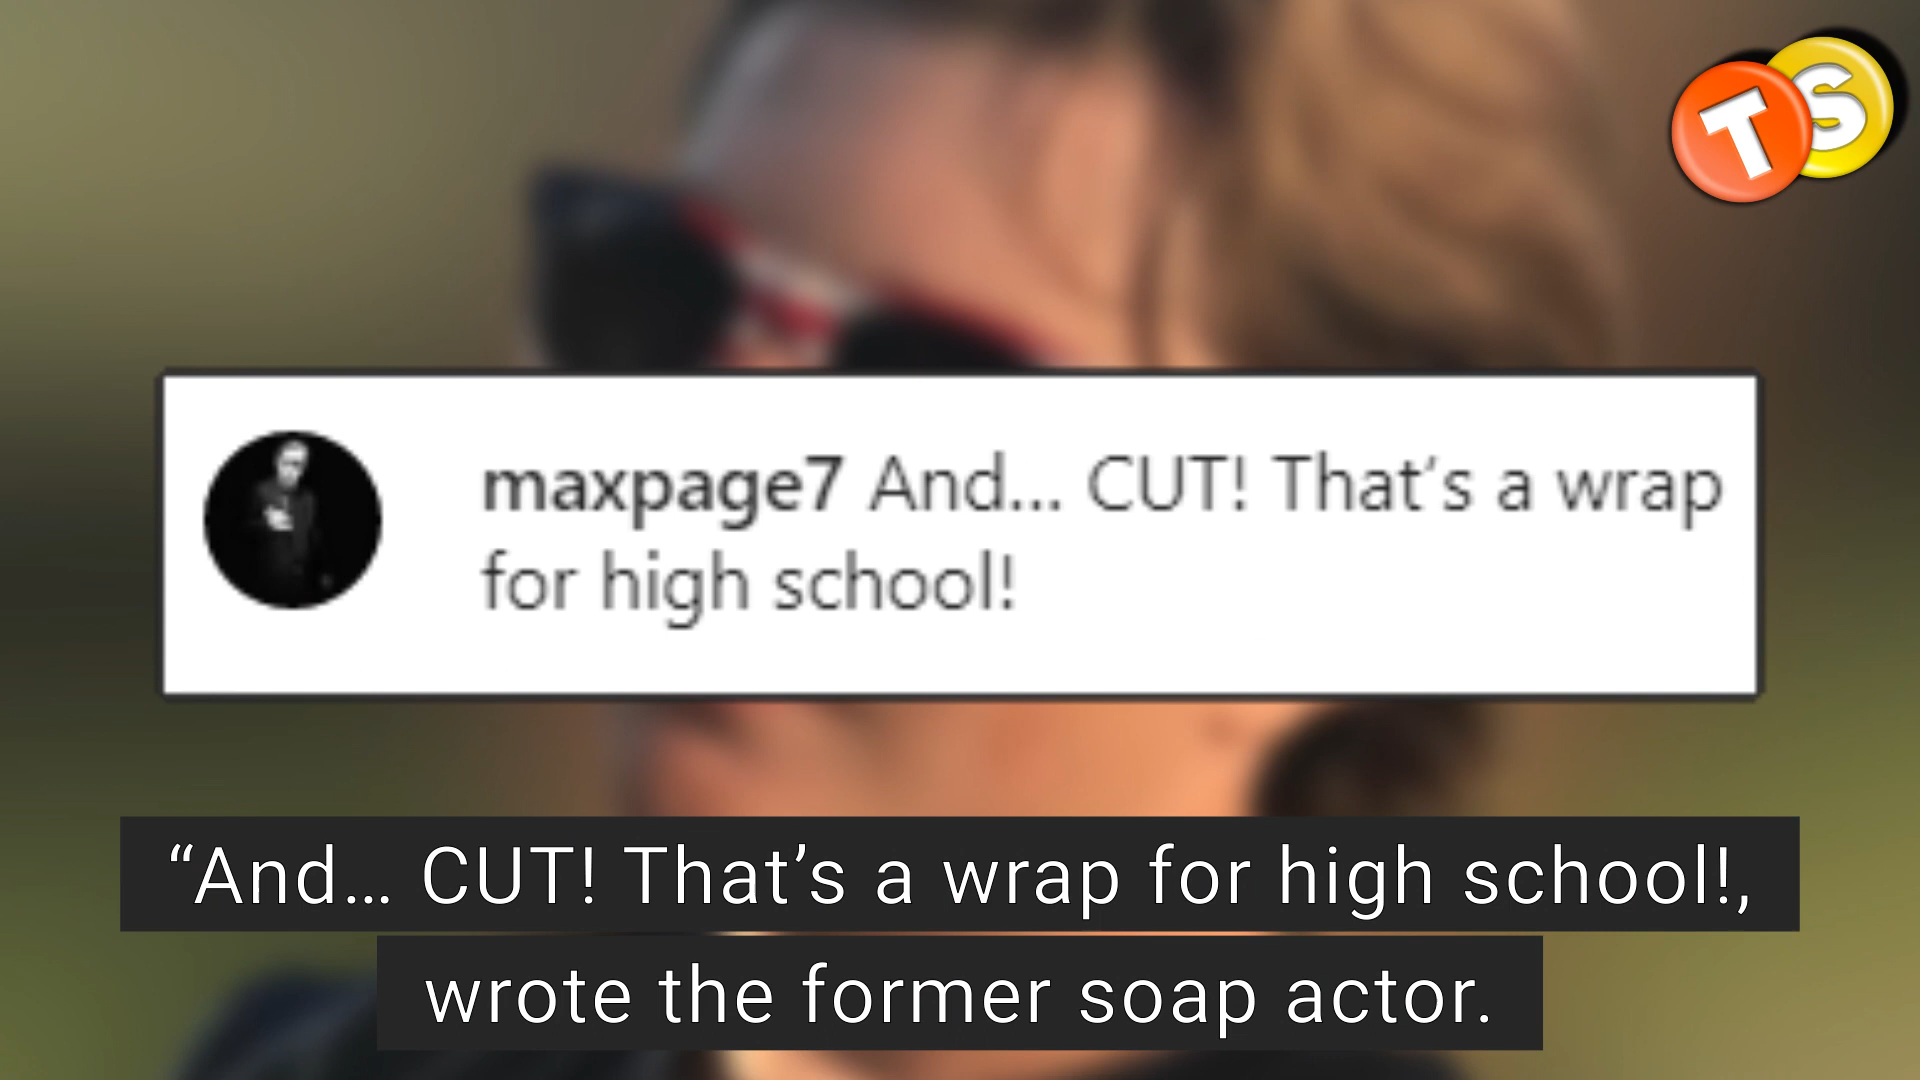 TS
maxpage7 And... CUT! That's a wrap
for high school!
“And… CUT! That’s a wrap for high school!,
wrote the former soap actor.